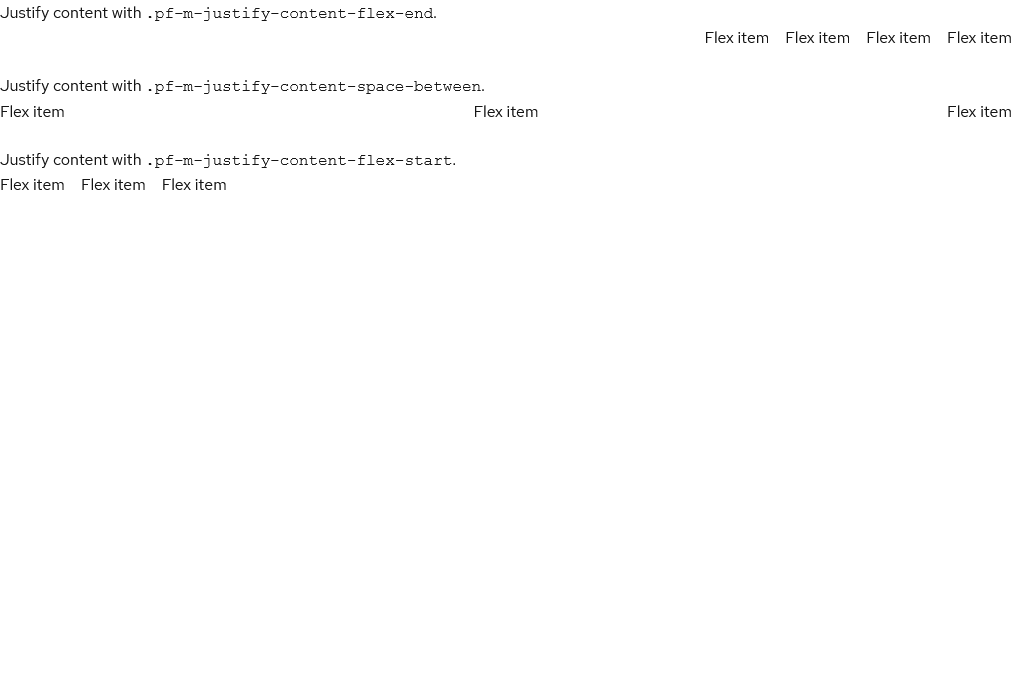 Justify content with .pf-m-justify-content-flex-end.
Flex item Flex item Flex item Flex item
Justify content with .pf-m-justify-content-space-between.
Flex item Flex item Flex item
Justify content with .pf-m-justify-content-flex-start.
Flex item Flex item Flex item